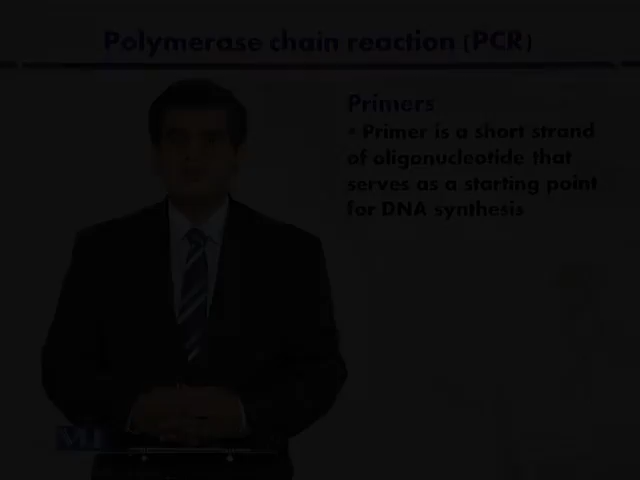 Polymerase chain reaction (PCR)
Primers
• Primer is a short strand
of oligonucleotide that
serves as a starting point
for DNA synthesis